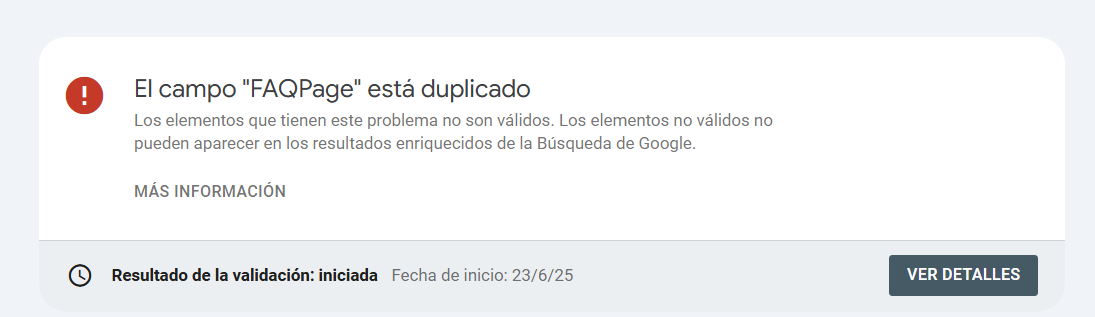 El campo "FAQPage" está duplicado
Los elementos que tienen este problema no son válidos. Los elementos no válidos no
pueden aparecer en los resultados enriquecidos de la Búsqueda de Google.
MÁS INFORMACIÓN
Resultado de la validación: iniciada Fecha de inicio: 23/6/25 VER DETALLES